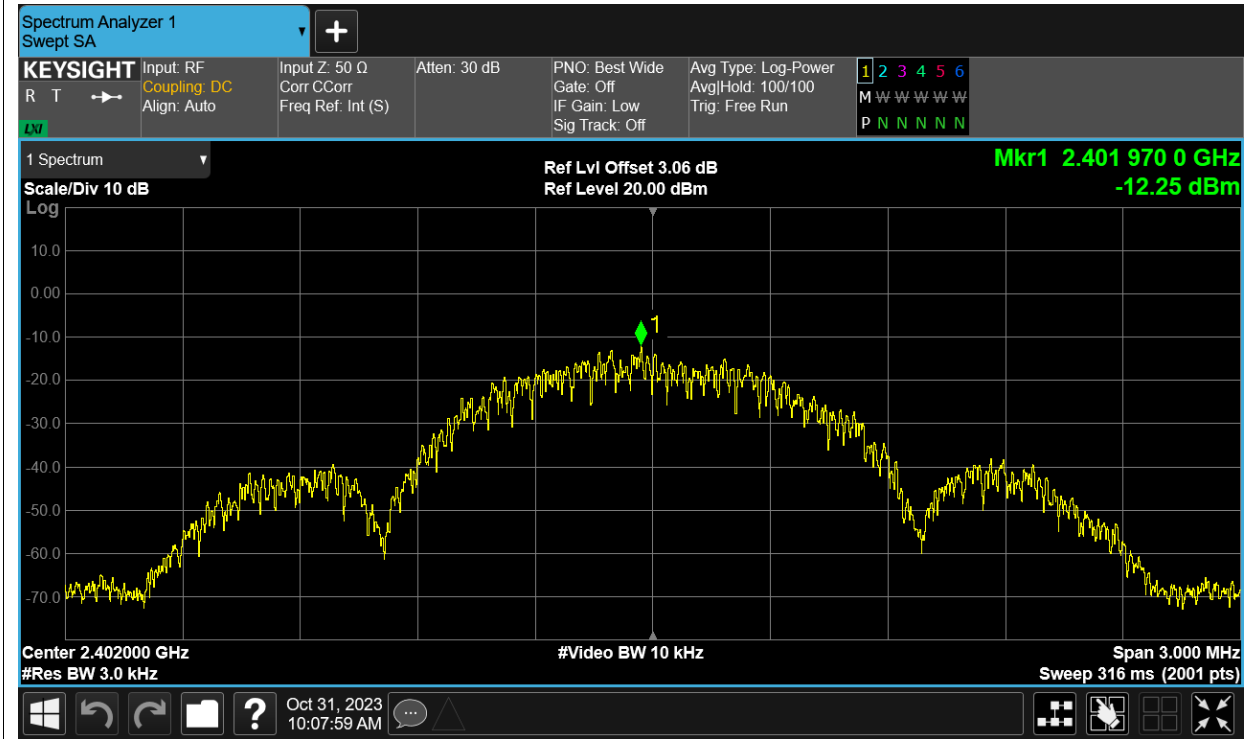 Spectrum Analyzer 1
Swept SA
KEYSIGHT
R T
LXI
Input: RF
Coupling: DC
Align: Auto
Input Z: 50 Ω
Corr CCorr
Freq Ref: Int (S)
Atten: 30 dB
PNO: Best Wide
Gate: Off
IF Gain: Low
Sig Track: Off
Avg Type: Log-Power
Avg|Hold: 100/100
Trig: Free Run
1 2 3 4 5 6
M W W W W W
P N N N N N
1 Spectrum
Scale/Div 10 dB
Log
Ref Lvl Offset 3.06 dB
Ref Level 20.00 dBm
Mkr1 2.401 970 0 GHz
-12.25 dBm
10.0
0.00
-10.0
-20.0
-30.0
-40.0
-50.0
-60.0
-70.0
1
Center 2.402000 GHz
#Res BW 3.0 kHz
#Video BW 10 kHz
Span 3.000 MHz
Sweep 316 ms (2001 pts)
?
Oct 31, 2023
10:07:59 AM